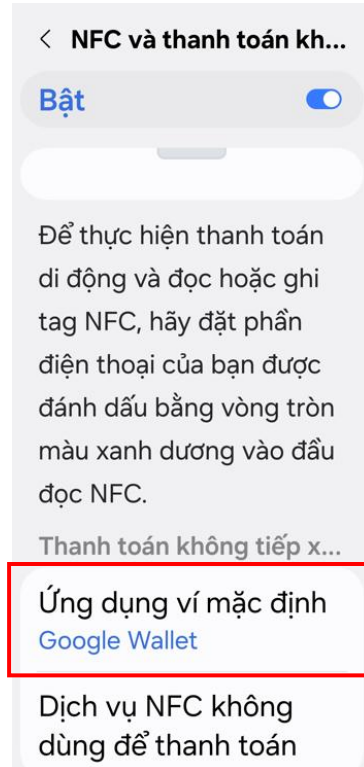 < NFC và thanh toán kh...
Bật
Để thực hiện thanh toán
di động và đọc hoặc ghi
tag NFC, hãy đặt phần
điện thoại của bạn được
đánh dấu bằng vòng tròn
màu xanh dương vào đầu
đọc NFC.
Thanh toán không tiếp x...
Ứng dụng ví mặc định
Google Wallet
Dịch vụ NFC không
dùng để thanh toán